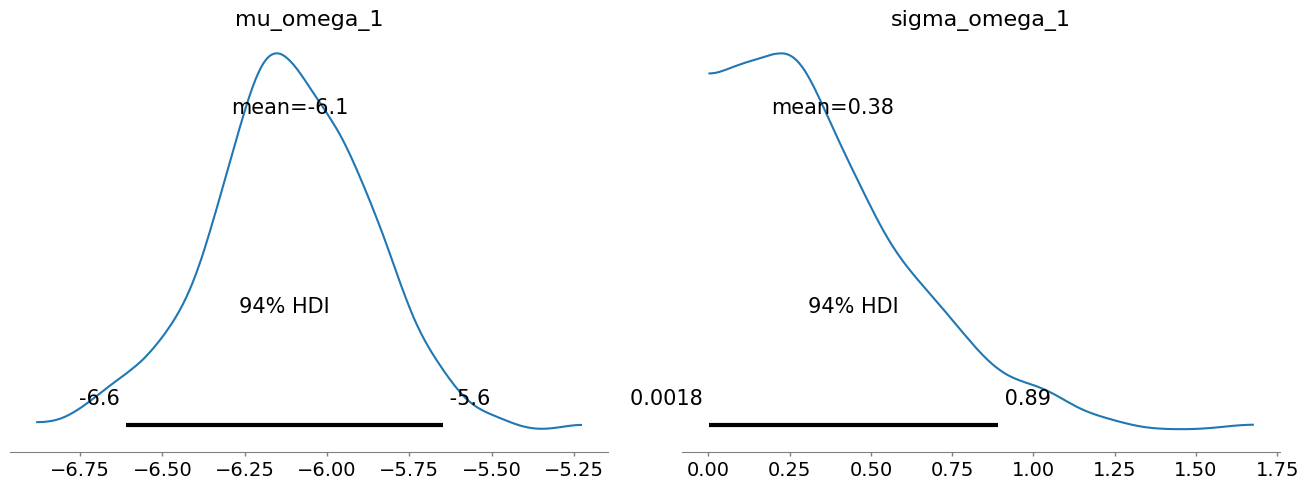 mu_omega_1
mean=-6.1
94% HDI
-6.6
-5.6
−6.75 −6.50 −6.25 −6.00 −5.75 −5.50 −5.25
sigma_omega_1
mean=0.38
94% HDI
0.0018
0.89
0.00 0.25 0.50 0.75 1.00 1.25 1.50 1.75